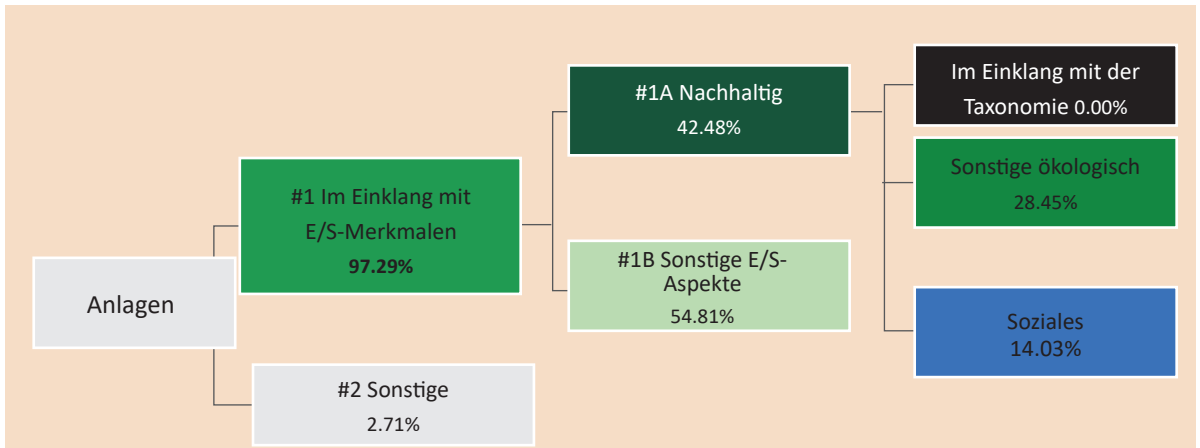 Anlagen
#1 Im Einklang mit
E/S-Merkmalen
97.29%
#2 Sonstige
2.71%
#1A Nachhaltig
42.48%
#1B Sonstige E/S-
Aspekte
54.81%
Im Einklang mit der
Taxonomie 0.00%
Sonstige ökologisch
28.45%
Soziales
14.03%